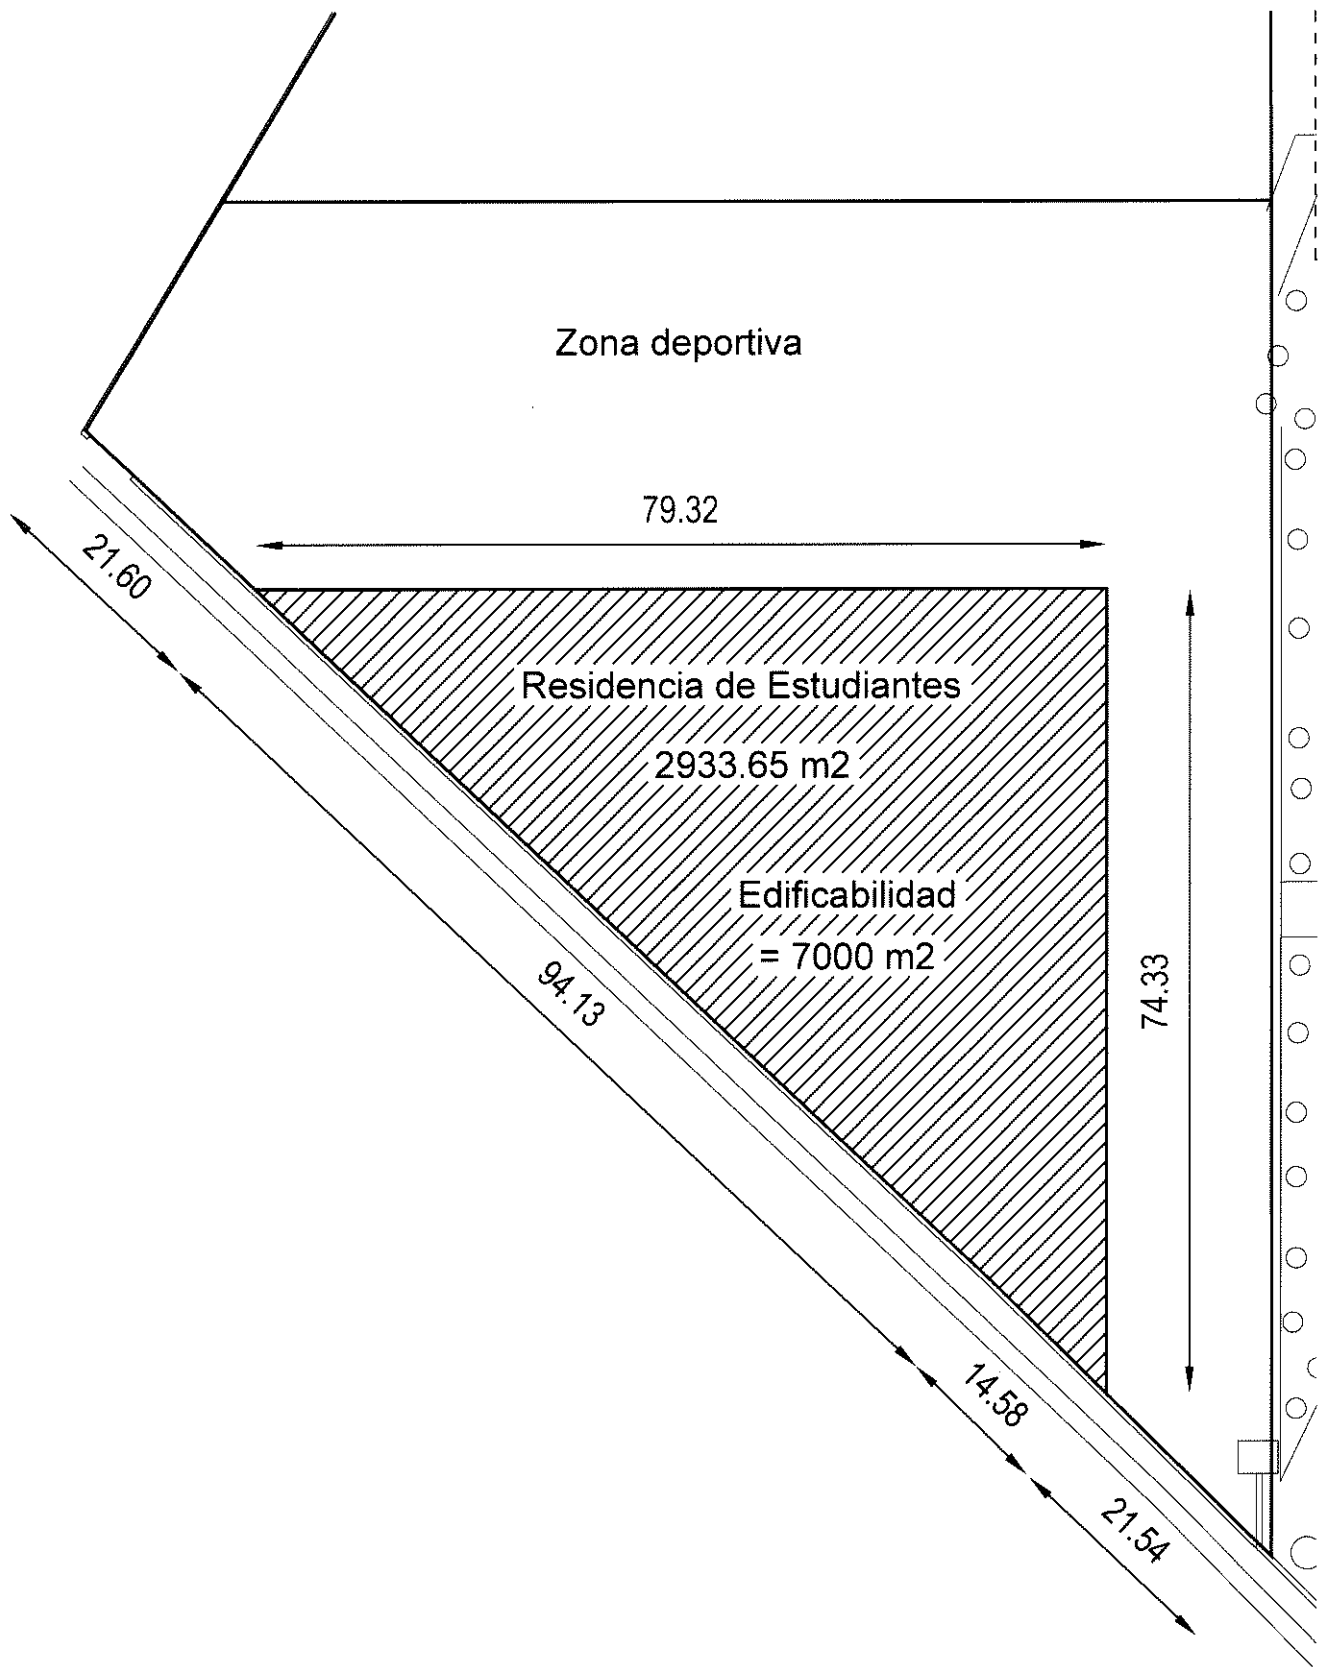 Zona deportiva
79.32
21.60
Residencia de Estudiantes
2933.65 m2
Edificabilidad
= 7000 m2
94.13
74.33
14.58
21.54